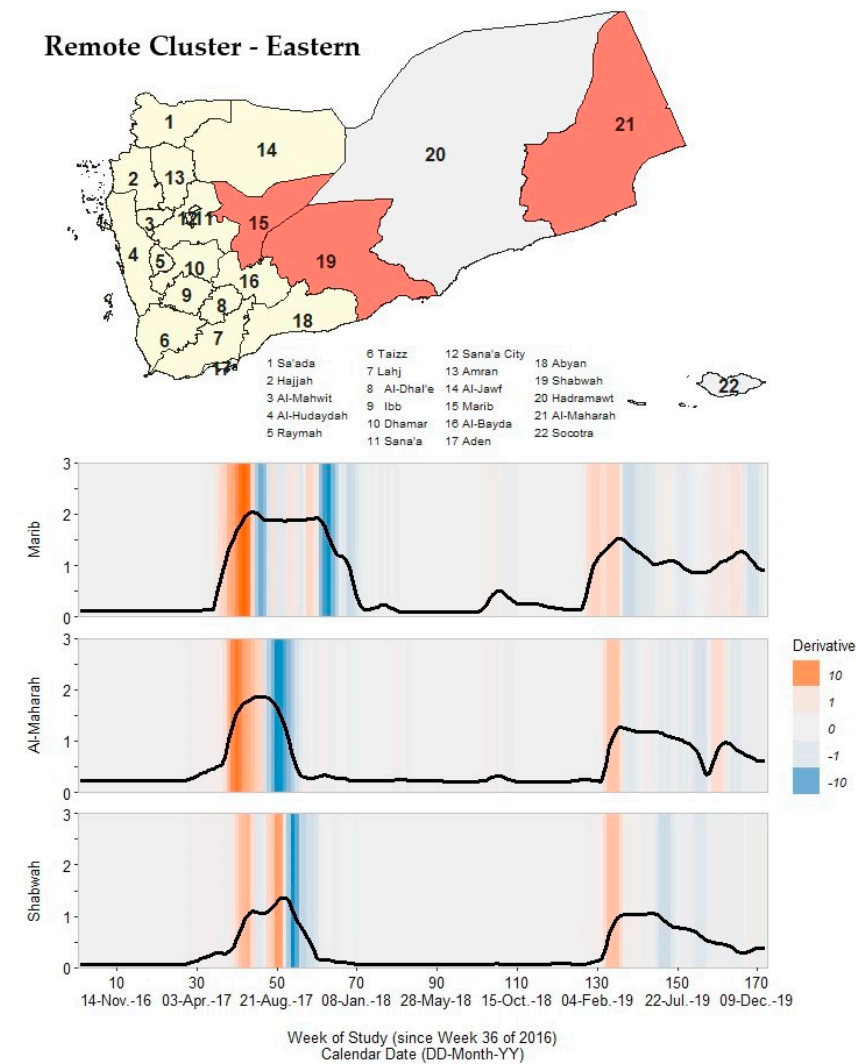 Remote Cluster - Eastern
1
14
20
21
2
13
12
11
3
15
4
5
10
19
16
9
8
18
6
7
17
22
1 Sa'ada
2 Hajjah
3 Al-Mahwit
4 Al-Hudaydah
5 Raymah
6 Taizz
7 Lahj
8 Al-Dhal'e
9 Ibb
10 Dhamar
11 Sana'a
12 Sana'a City
13 Amran
14 Al-Jawf
15 Marib
16 Al-Bayda
17 Aden
18 Abyan
19 Shabwah
20 Hadramawt
21 Al-Maharah
22 Socotra
Marib
3
2
1
0
Al-Maharah
3
2
1
0
Shabwah
3
2
1
0
Derivative
10
1
0
-1
-10
10 30 50 70 90 110 130 150 170
14-Nov.-16 03-Apr.-17 21-Aug.-17 08-Jan.-18 28-May-18 15-Oct.-18 04-Feb.-19 22-Jul.-19 09-Dec.-19
Week of Study (since Week 36 of 2016)
Calendar Date (DD-Month-YY)